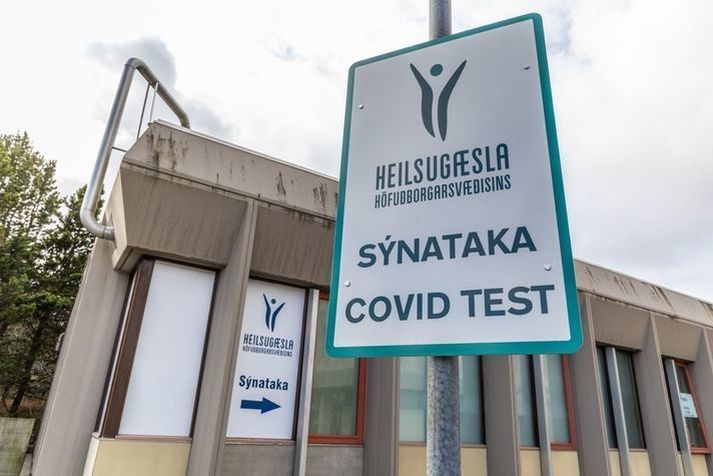 HEILSUGÆSLA
HÖFUÐBORGARSVÆÐISINS
SÝNATAKA
COVID TEST
HEILSUGÆSLA
HÖFUÐBORGARSVÆÐISINS
Sýnataka